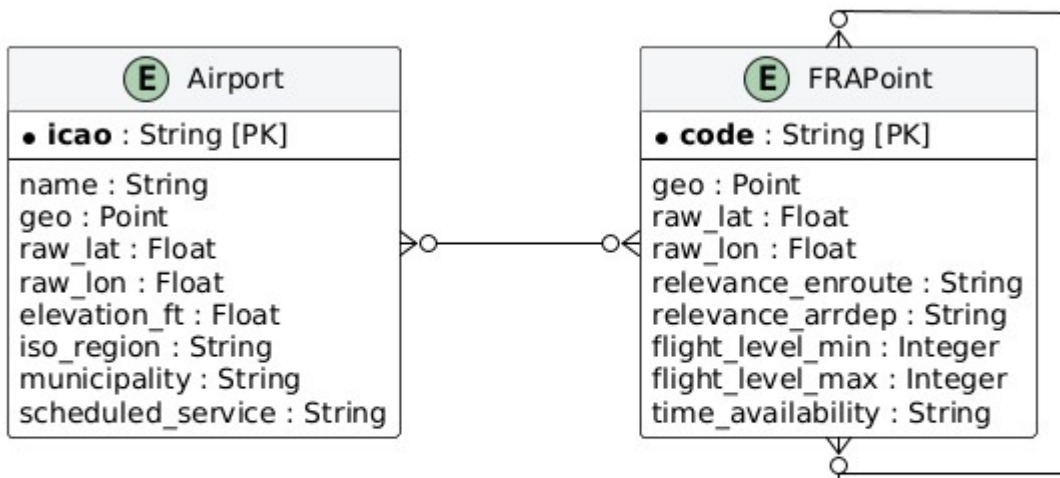 E Airport
icao : String [PK]
name : String
geo : Point
raw_lat : Float
raw_lon : Float
elevation_ft : Float
iso_region : String
municipality : String
scheduled_service : String
E FRAPoint
code : String [PK]
geo : Point
raw_lat : Float
raw_lon : Float
relevance_enroute : String
relevance_arrdep : String
flight_level_min : Integer
flight_level_max : Integer
time_availability : String